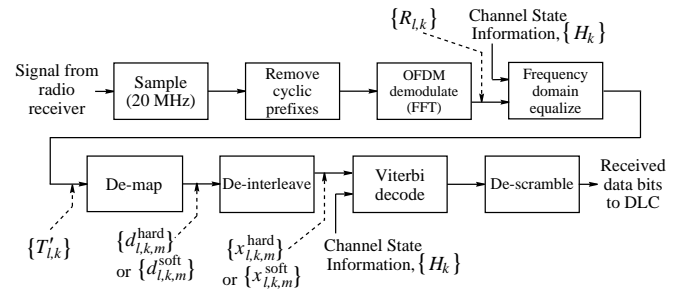 {R_{l,k}}
Channel State
Information, {H_k}
Signal from
radio
receiver
Sample
(20 MHz)
Remove
cyclic
prefixes
OFDM
demodulate
(FFT)
Frequency
domain
equalize
De-map
De-interleave
Viterbi
decode
De-scramble
Received
data bits
to DLC
{T'_{l,k}}
{d^{hard}_{l,k,m}}
or {d^{soft}_{l,k,m}}
{x^{hard}_{l,k,m}}
or {x^{soft}_{l,k,m}}
Channel State
Information, {H_k}